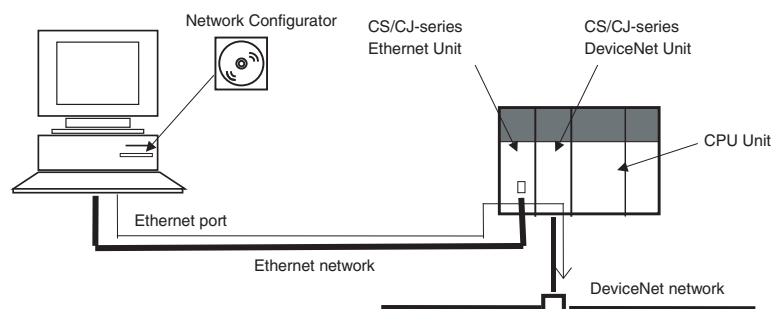 Network Configurator
CS/CJ-series
Ethernet Unit
CS/CJ-series
DeviceNet Unit
CPU Unit
Ethernet port
Ethernet network
DeviceNet network